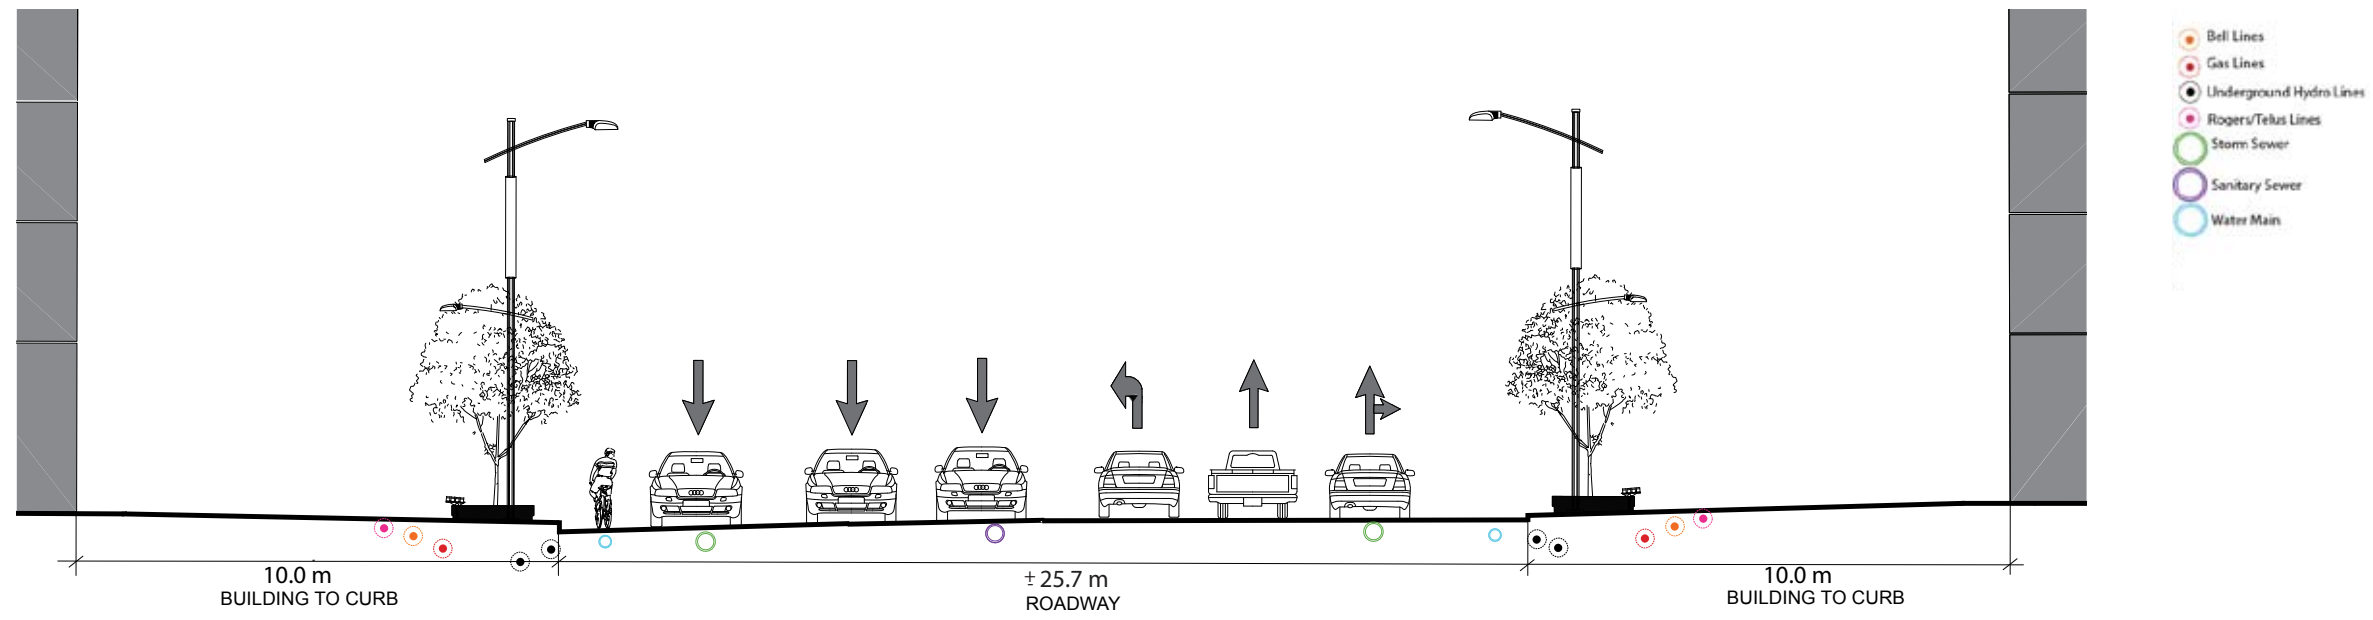 Bell Lines
Gas Lines
Underground Hydro Lines
Rogers/Telus Lines
Storm Sewer
Sanitary Sewer
Water Main
10.0 m
BUILDING TO CURB
± 25.7 m
ROADWAY
10.0 m
BUILDING TO CURB